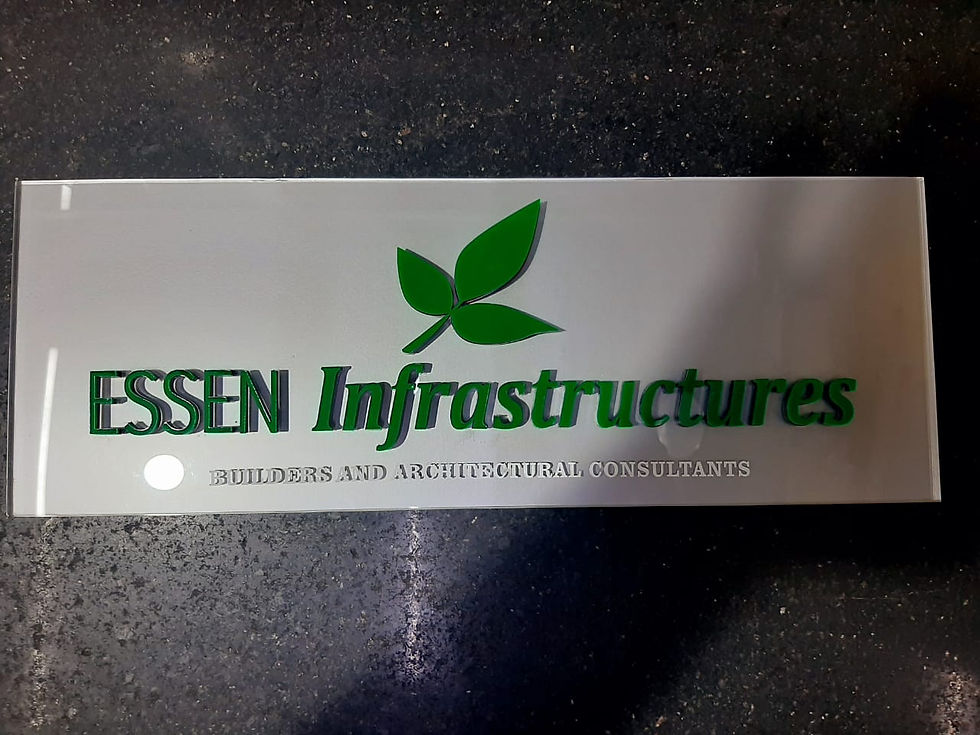 ESSEN Infrastructures
BUILDERS AND ARCHITECTURAL CONSULTANTS